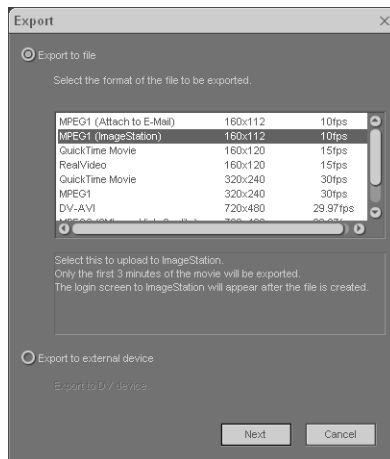 Export
Export to file
Select the format of the file to be exported.
MPEG1 (Attach to E-Mail) 160x112 10fps
MPEG1 (ImageStation) 160x112 10fps
QuickTime Movie 160x120 15fps
RealVideo 160x120 15fps
QuickTime Movie 320x240 30fps
MPEG1 320x240 30fps
DV-AVI 720x480 29.97fps
Select this to upload to ImageStation.
Only the first 3 minutes of the movie will be exported.
The login screen to ImageStation will appear after the file is created.
Export to external device
Export to DV device.
Next Cancel